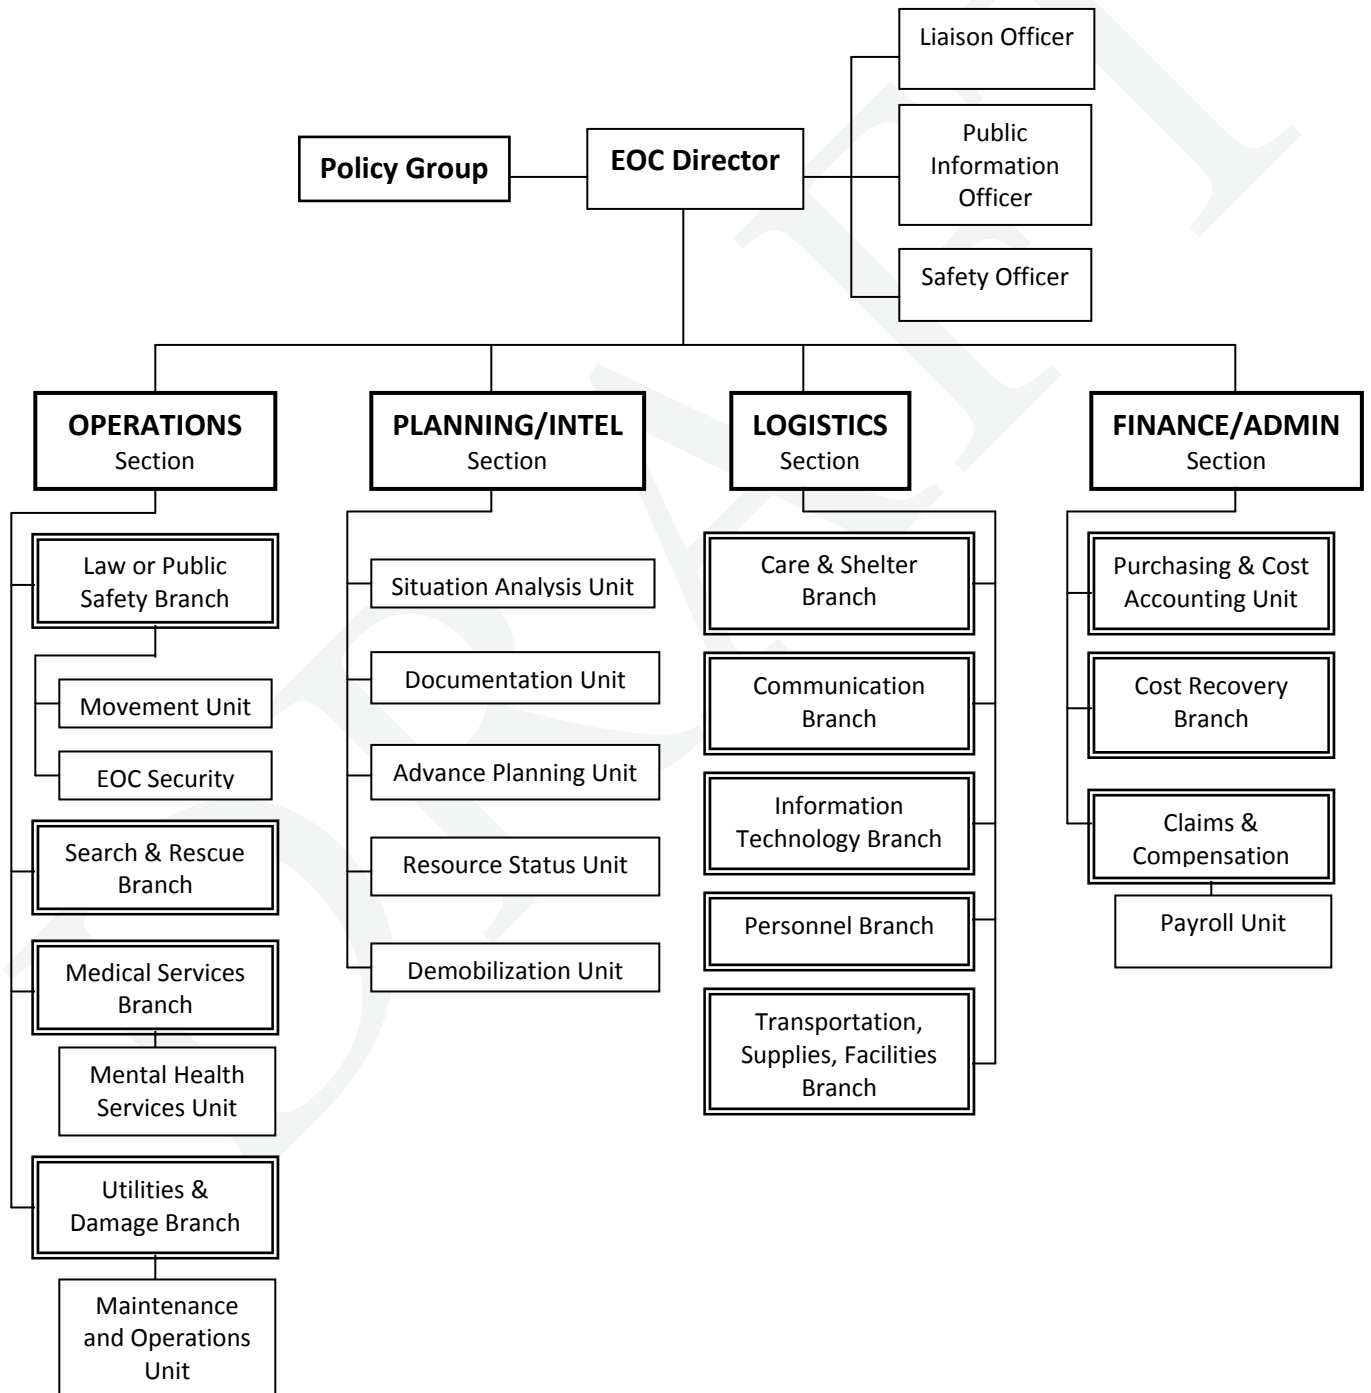 Liaison Officer
Public
Information
Officer
Safety Officer
Policy Group
EOC Director
OPERATIONS
Section
PLANNING/INTEL
Section
LOGISTICS
Section
FINANCE/ADMIN
Section
Law or Public
Safety Branch
Movement Unit
EOC Security
Search & Rescue
Branch
Medical Services
Branch
Mental Health
Services Unit
Utilities &
Damage Branch
Maintenance
and Operations
Unit
Situation Analysis Unit
Documentation Unit
Advance Planning Unit
Resource Status Unit
Demobilization Unit
Care & Shelter
Branch
Communication
Branch
Information
Technology Branch
Personnel Branch
Transportation,
Supplies, Facilities
Branch
Purchasing & Cost
Accounting Unit
Cost Recovery
Branch
Claims &
Compensation
Payroll Unit
DRAFT